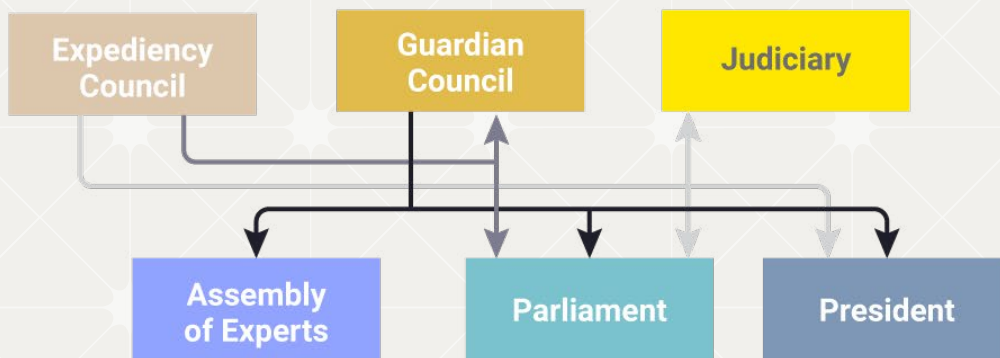 Expediency
Council
Guardian
Council
Judiciary
Assembly
of Experts
Parliament
President